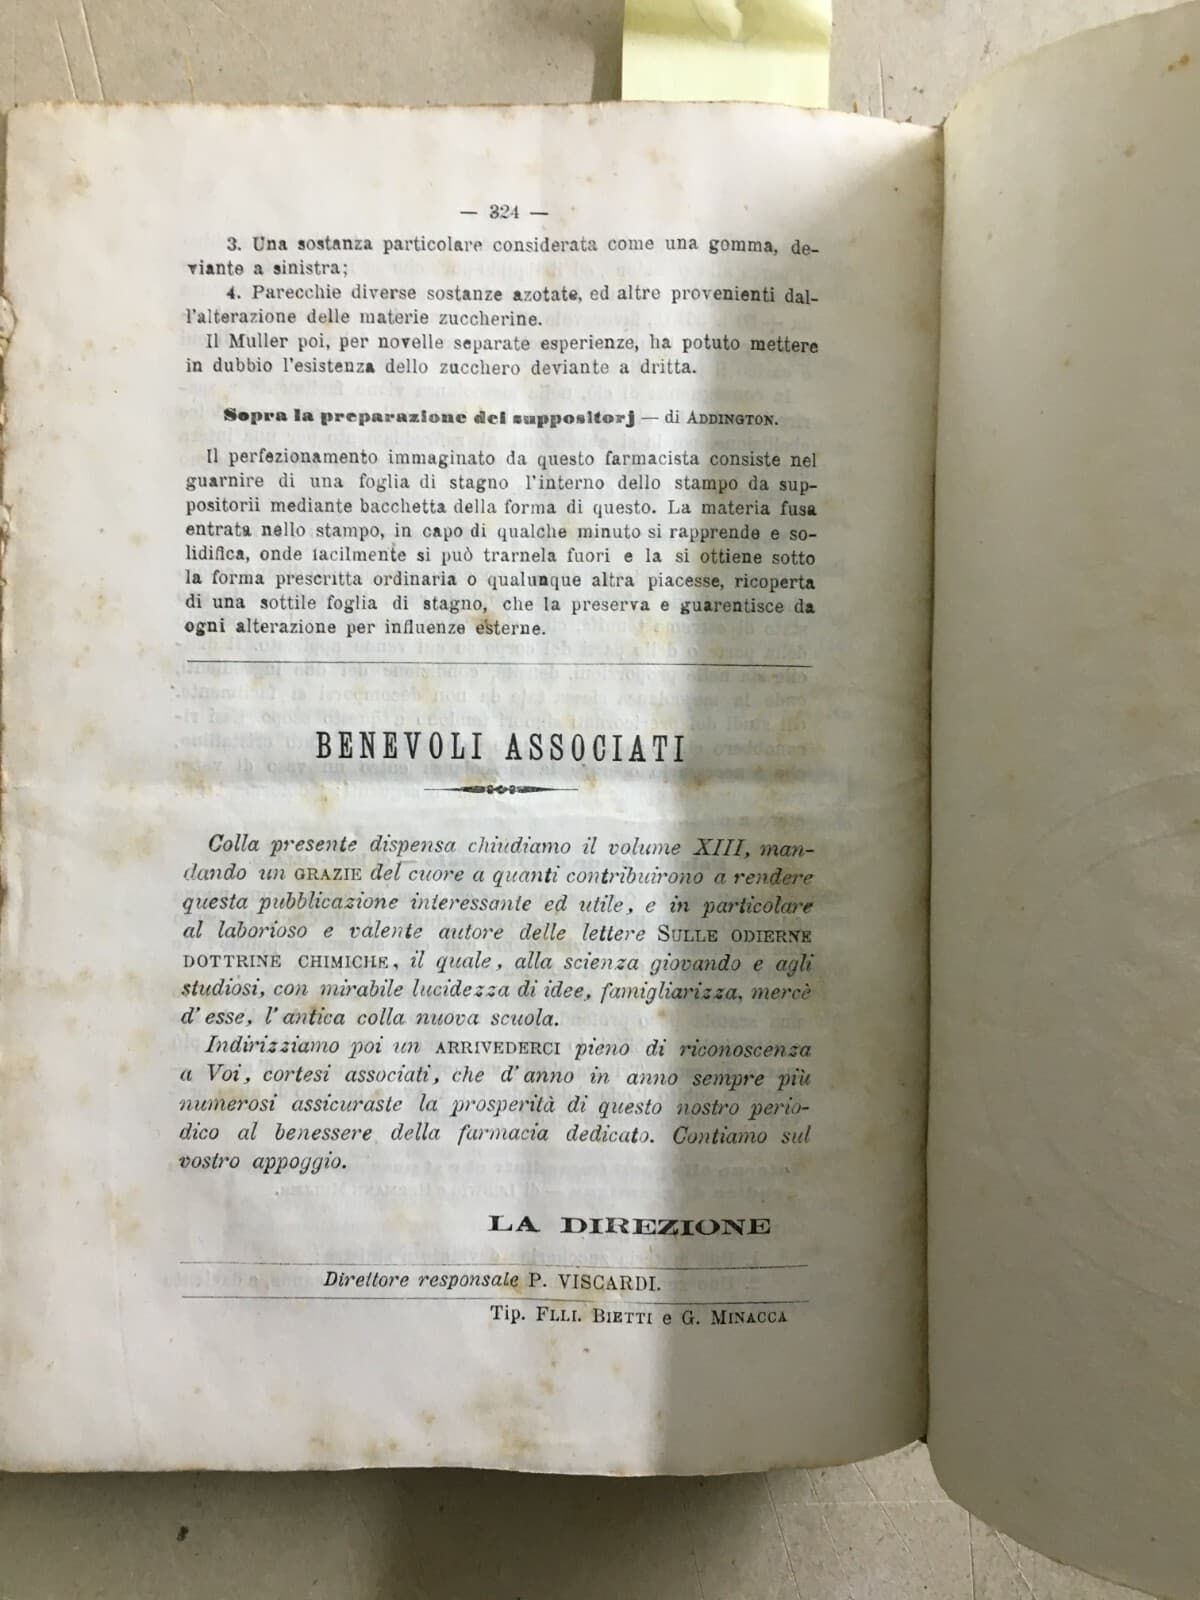 — 324 —
3. Una sostanza particolare considerata come una gomma, de-
viante a sinistra;
4. Parecchie diverse sostanze azotate, ed altre provenienti dal-
l'alterazione delle materie zuccherine.
Il Muller poi, per novelle separate esperienze, ha potuto mettere
in dubbio l'esistenza dello zucchero deviante a dritta.
Sopra la preparazione dei suppositorj — di ADDINGTON.
Il perfezionamento immaginato da questo farmacista consiste nel
guarnire di una foglia di stagno l'interno dello stampo da sup-
positorii mediante bacchetta della forma di questo. La materia fusa
entrata nello stampo, in capo di qualche minuto si rapprende e so-
lidifica, onde facilmente si può trarnela fuori e la si ottiene sotto
la forma prescritta ordinaria o qualunque altra piacesse, ricoperta
di una sottile foglia di stagno, che la preserva e guarentisce da
ogni alterazione per influenze esterne.
BENEVOLI ASSOCIATI
Colla presente dispensa chiudiamo il volume XIII, man-
dando un GRAZIE del cuore a quanti contribuirono a rendere
questa pubblicazione interessante ed utile, e in particolare
al laborioso e valente autore delle lettere SULLE ODIERNE
DOTTRINE CHIMICHE, il quale, alla scienza giovando e agli
studiosi, con mirabile lucidezza di idee, famigliarizza, mercè
d'esse, l'antica colla nuova scuola.
Indirizziamo poi un ARRIVEDERCI pieno di riconoscenza
a Voi, cortesi associati, che d'anno in anno sempre più
numerosi assicuraste la prosperità di questo nostro perio-
dico al benessere della farmacia dedicato. Contiamo sul
vostro appoggio.
LA DIREZIONE
Direttore responsale P. VISCARDI.
Tip. FLLI. BIETTI e G. MINACCA